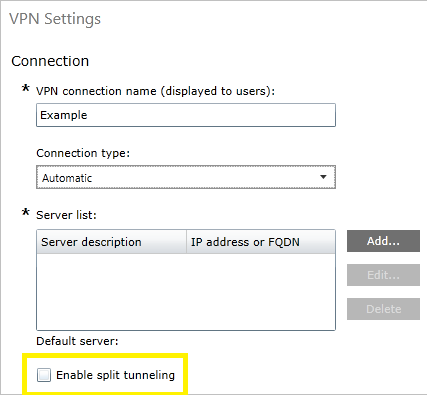 VPN Settings
Connection
* VPN connection name (displayed to users):
Example
Connection type:
Automatic
* Server list:
Server description IP address or FQDN
Add...
Edit...
Delete
Default server:
Enable split tunneling